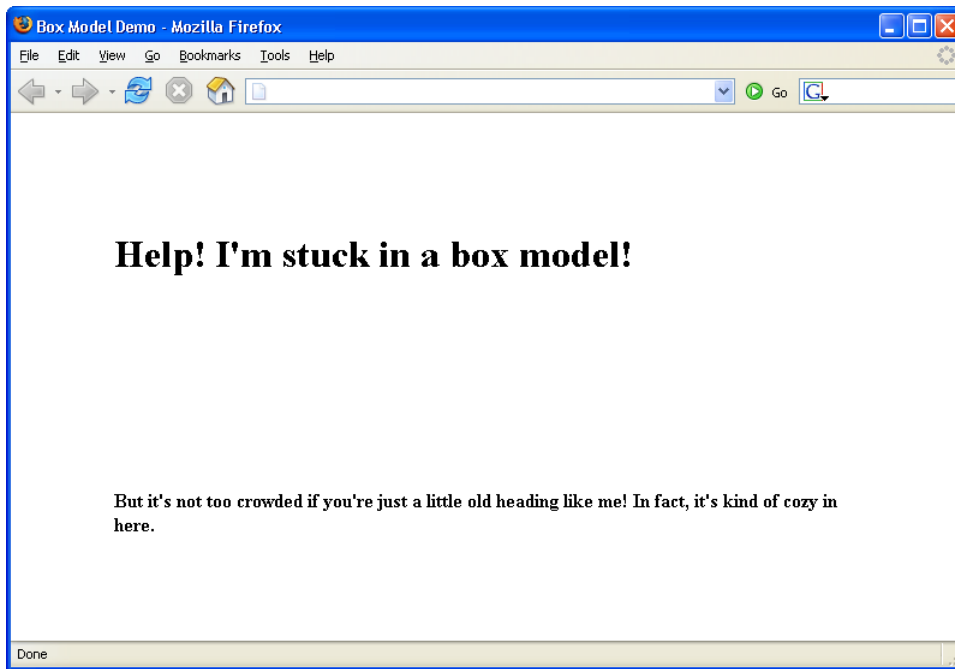 Box Model Demo - Mozilla Firefox
File Edit View Go Bookmarks Tools Help
Go G
Help! I'm stuck in a box model!
But it's not too crowded if you're just a little old heading like me! In fact, it's kind of cozy in
here.
Done